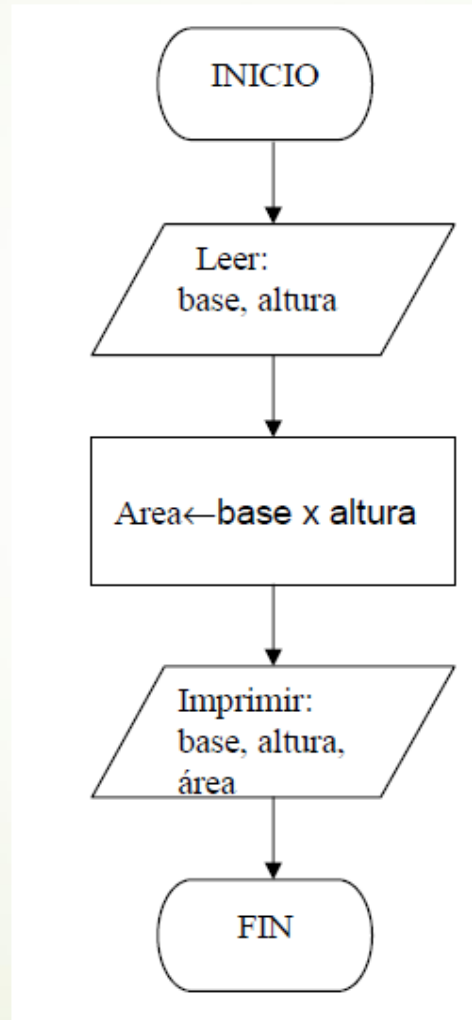 INICIO
Leer:
base, altura
Area←base x altura
Imprimir:
base, altura,
área
FIN